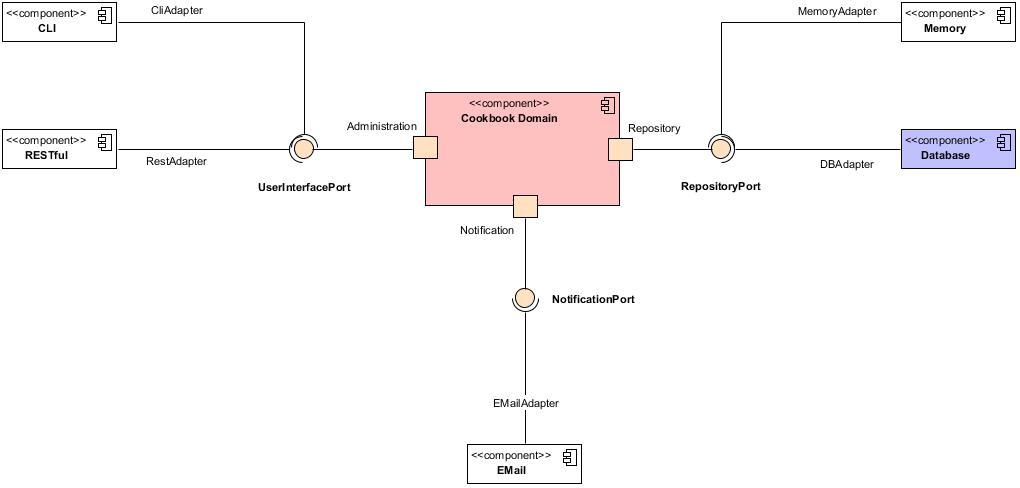 <<component>>
CLI
CliAdapter
MemoryAdapter
<<component>>
Memory
<<component>>
Cookbook Domain
Administration
Repository
<<component>>
RESTful
RestAdapter
UserInterfacePort
RepositoryPort
DBAdapter
<<component>>
Database
Notification
NotificationPort
EMailAdapter
<<component>>
EMail